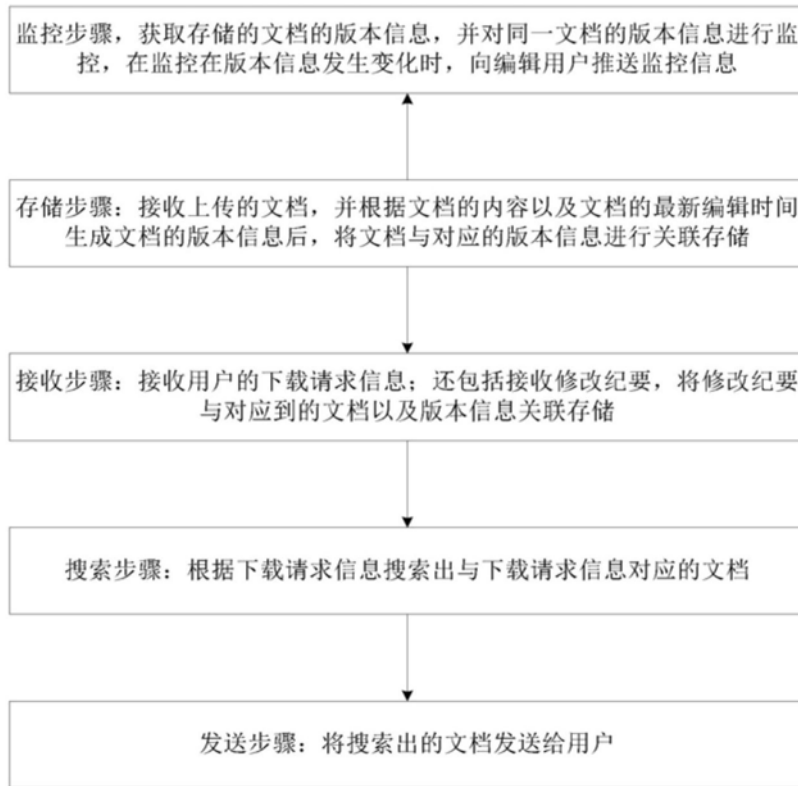 监控步骤，获取存储的文档的版本信息，并对同一文档的版本信息进行监
控，在监控在版本信息发生变化时，向编辑用户推送监控信息
存储步骤：接收上传的文档，并根据文档的内容以及文档的最新编辑时间
生成文档的版本信息后，将文档与对应的版本信息进行关联存储
接收步骤：接收用户的下载请求信息；还包括接收修改纪要，将修改纪要
与对应到的文档以及版本信息关联存储
搜索步骤：根据下载请求信息搜索出与下载请求信息对应的文档
发送步骤：将搜索出的文档发送给用户